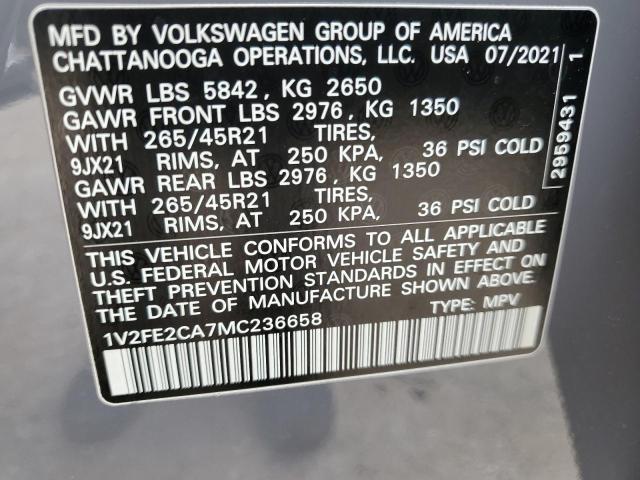 MFD BY VOLKSWAGEN GROUP OF AMERICA
CHATTANOOGA OPERATIONS, LLC. USA 07/2021
GVWR LBS 5842, KG 2650
GAWR FRONT LBS 2976, KG 1350
WITH 265/45R21 TIRES,
9JX21 RIMS, AT 250 KPA, 36 PSI COLD
GAWR REAR LBS 2976, KG 1350
WITH 265/45R21 TIRES,
9JX21 RIMS, AT 250 KPA, 36 PSI COLD
THIS VEHICLE CONFORMS TO ALL APPLICABLE
U.S. FEDERAL MOTOR VEHICLE SAFETY AND
THEFT PREVENTION STANDARDS IN EFFECT ON
THE DATE OF MANUFACTURE SHOWN ABOVE.
1V2FE2CA7MC236658 TYPE: MPV
2959431 1